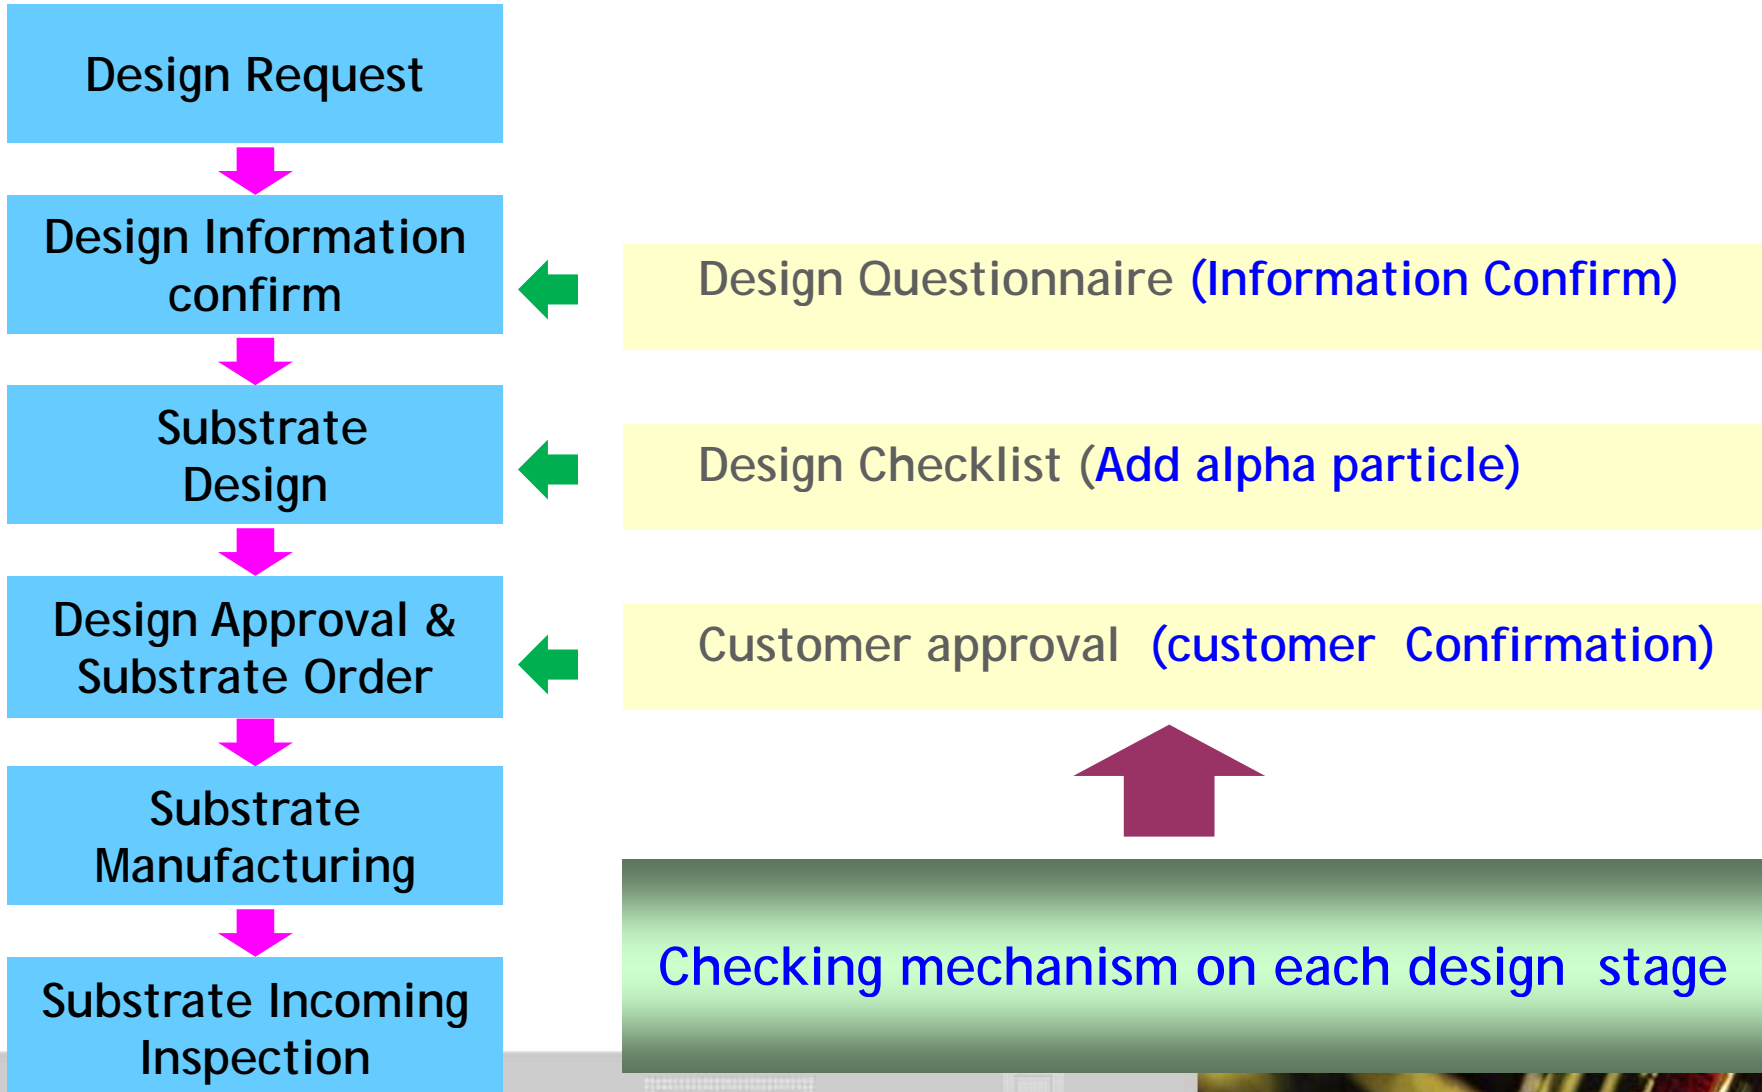 Design Request
Design Information
confirm
Design Questionnaire (Information Confirm)
Substrate
Design
Design Checklist (Add alpha particle)
Design Approval &
Substrate Order
Customer approval (customer Confirmation)
Substrate
Manufacturing
Checking mechanism on each design stage
Substrate Incoming
Inspection